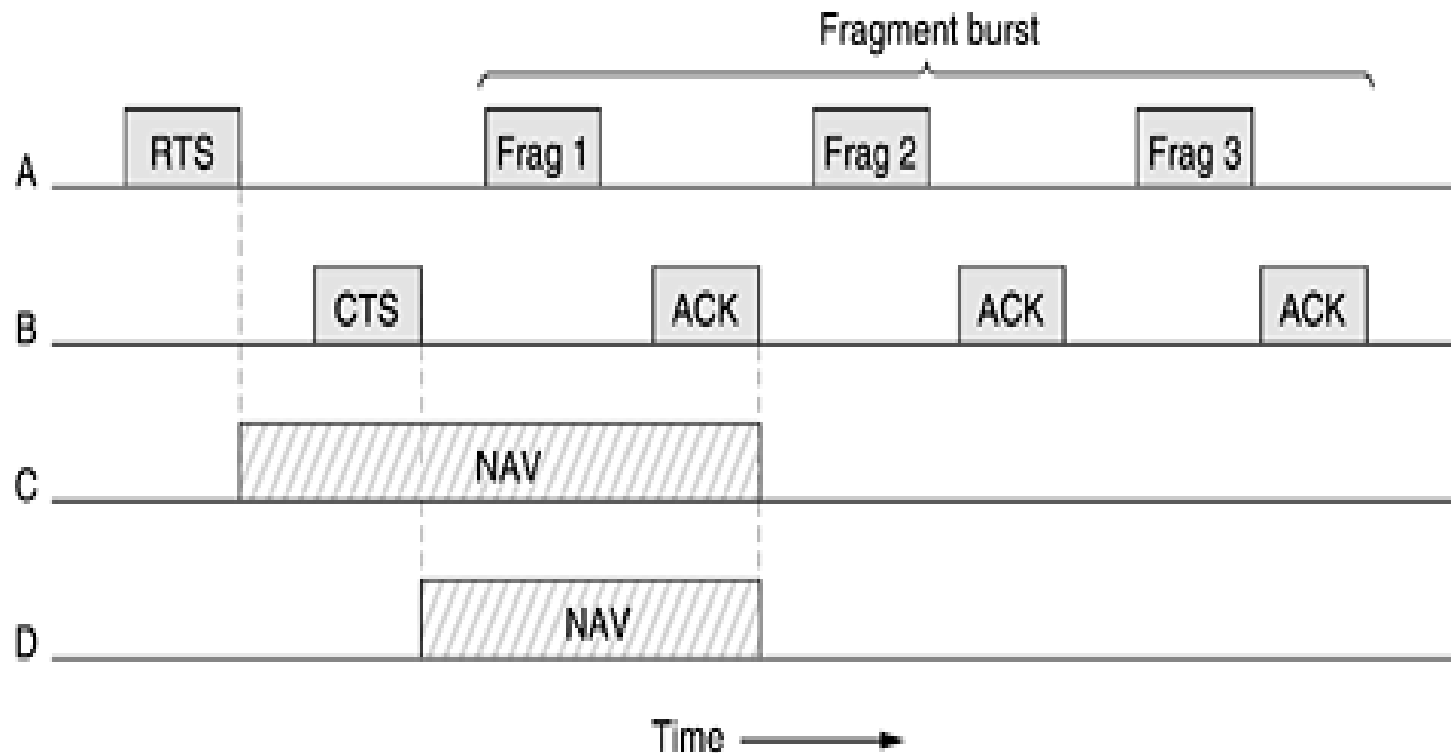 Fragment burst
RTS
Frag 1
Frag 2
Frag 3
A
CTS
ACK
ACK
ACK
B
NAV
C
NAV
D
Time